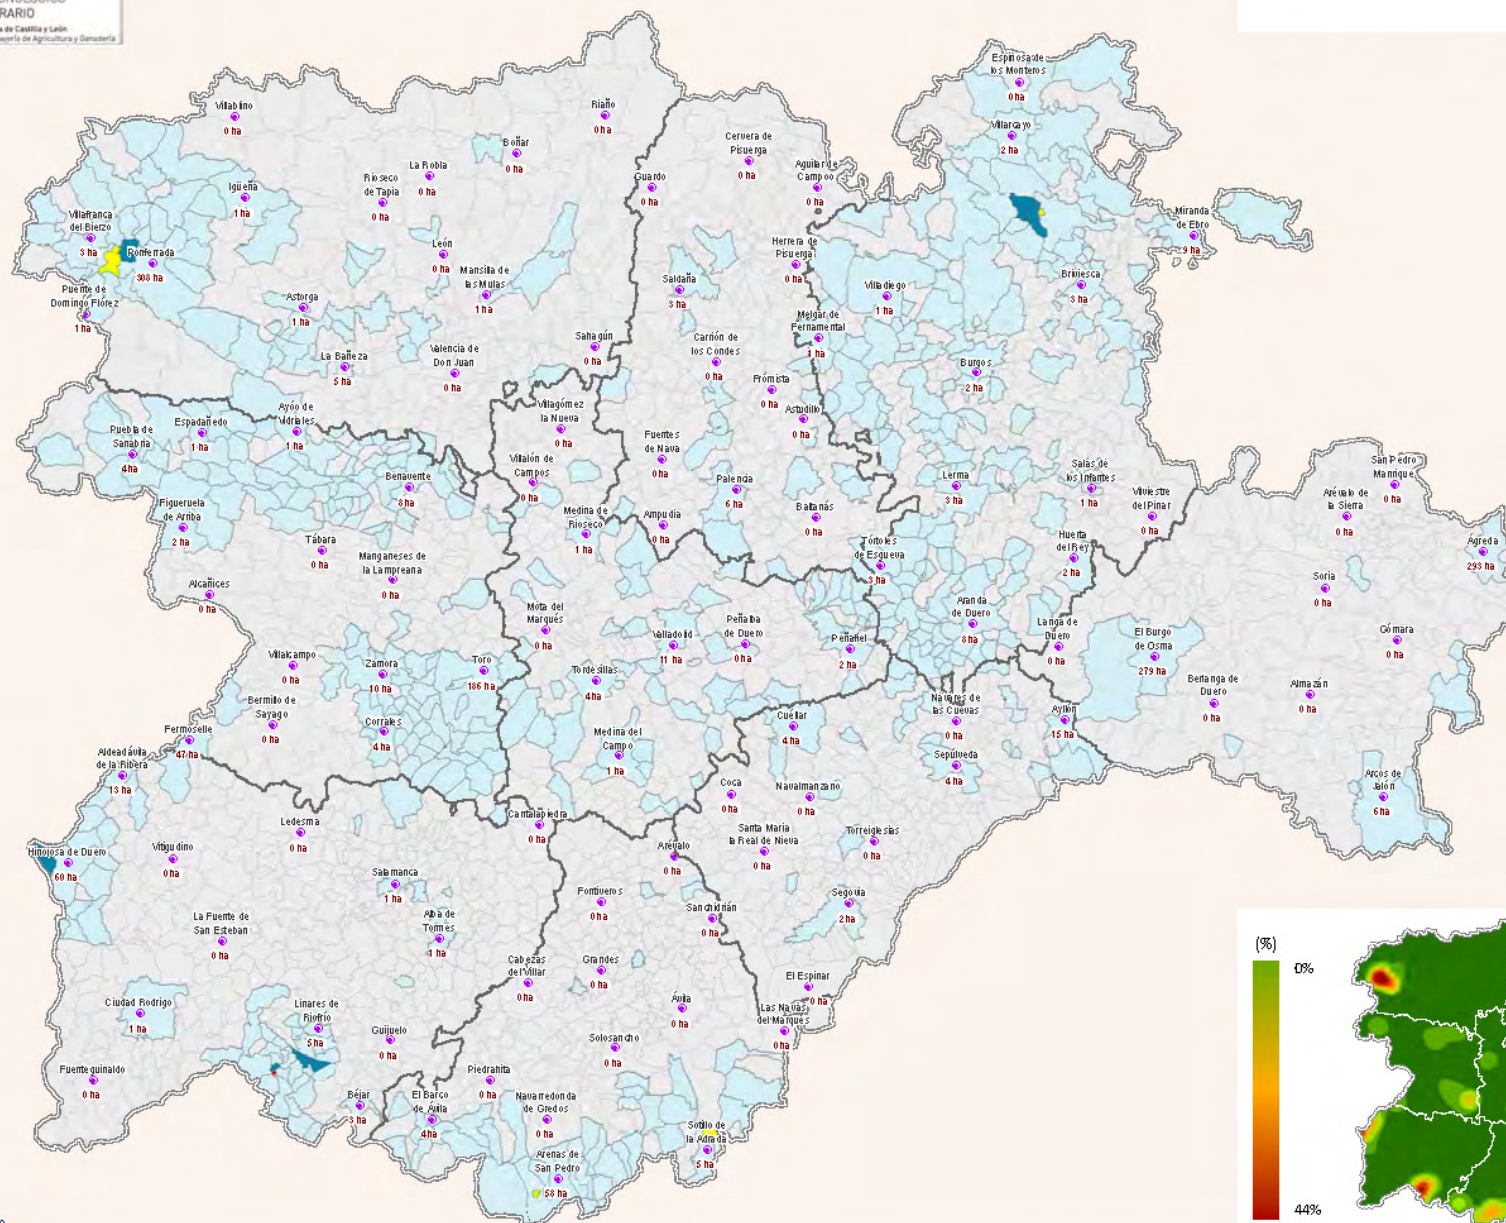 RARIO
a de Castilla y León
ejería de Agricultura y Ganadería
Espinosa de
los Monteros
0 ha
Villablino
0 ha
Riaño
0 ha
Villarcayo
2 ha
Boñar
0 ha
Cervera de
Pisuerga
0 ha
La Robla
0 ha
Rioseco
de Tapia
0 ha
Guardo
0 ha
Aguilar de
Campoo
0 ha
Igüeña
1 ha
Villafranca
del Bierzo
3 ha
Ponferrada
308 ha
León
0 ha
Herrera de
Pisuerga
0 ha
Miranda
de Ebro
9 ha
Mansilla de
las Mulas
1 ha
Saldaña
3 ha
Villadiego
1 ha
Briviesca
3 ha
Puente de
Domingo Flórez
1 ha
Astorga
1 ha
Melgar de
Fernamental
1 ha
Sahagún
0 ha
Carrión de
los Condes
0 ha
La Bañeza
5 ha
Valencia de
Don Juan
0 ha
Burgos
2 ha
Frómista
0 ha
Villagómez
la Nueva
0 ha
Astudillo
0 ha
Puebla de
Sanabria
4 ha
Espadañedo
1 ha
Ayóo de
Vidriales
1 ha
Fuentes
de Nava
0 ha
Villalón de
Campos
0 ha
Benavente
8 ha
Palencia
6 ha
Lerma
3 ha
Salas de
los Infantes
1 ha
San Pedro
Manrique
0 ha
Figueruela
de Arriba
2 ha
Medina de
Rioseco
1 ha
Ampudia
0 ha
Baltanás
0 ha
Vilviestre
del Pinar
0 ha
Arévalo de
la Sierra
0 ha
Tábara
0 ha
Manganeses de
la Lampreana
0 ha
Tórtoles
de Esgueva
3 ha
Huerta
del Rey
2 ha
Ágreda
293 ha
Alcañices
0 ha
Soria
0 ha
Mota del
Marqués
0 ha
Valladolid
11 ha
Peñalba
de Duero
0 ha
Peñafiel
2 ha
Aranda
de Duero
8 ha
Langa de
Duero
0 ha
El Burgo
de Osma
279 ha
Gómara
0 ha
Villalcampo
0 ha
Zamora
10 ha
Toro
186 ha
Tordesillas
4 ha
Berlanga de
Duero
0 ha
Almazán
0 ha
Bermillo de
Sayago
0 ha
Corrales
4 ha
Cuéllar
4 ha
Navares de
las Cuevas
0 ha
Ayllón
15 ha
Fermoselle
47 ha
Medina del
Campo
1 ha
Sepúlveda
4 ha
Aldeadávila
de la Ribera
13 ha
Coca
0 ha
Navalmanzano
0 ha
Arcos de
Jalón
6 ha
Ledesma
0 ha
Cantalapiedra
0 ha
Santa María
la Real de Nieva
0 ha
Torreiglesias
0 ha
Hinojosa de Duero
60 ha
Vitigudino
0 ha
Arévalo
0 ha
Salamanca
1 ha
Fontiveros
0 ha
Segovia
2 ha
La Fuente de
San Esteban
0 ha
Alba de
Tormes
1 ha
Sanchidrián
0 ha
Cabezas
del Villar
0 ha
Grandes
0 ha
El Espinar
0 ha
Ciudad Rodrigo
1 ha
Linares de
Riofrío
5 ha
Ávila
0 ha
Las Navas
del Marqués
0 ha
Guijuelo
0 ha
Solosancho
0 ha
Fuenteguinaldo
0 ha
Béjar
3 ha
El Barco
de Ávila
4 ha
Piedrahíta
0 ha
Navarredonda
de Gredos
0 ha
Sotillo de
la Adrada
5 ha
Arenas de
San Pedro
58 ha
(%)
0%
44%